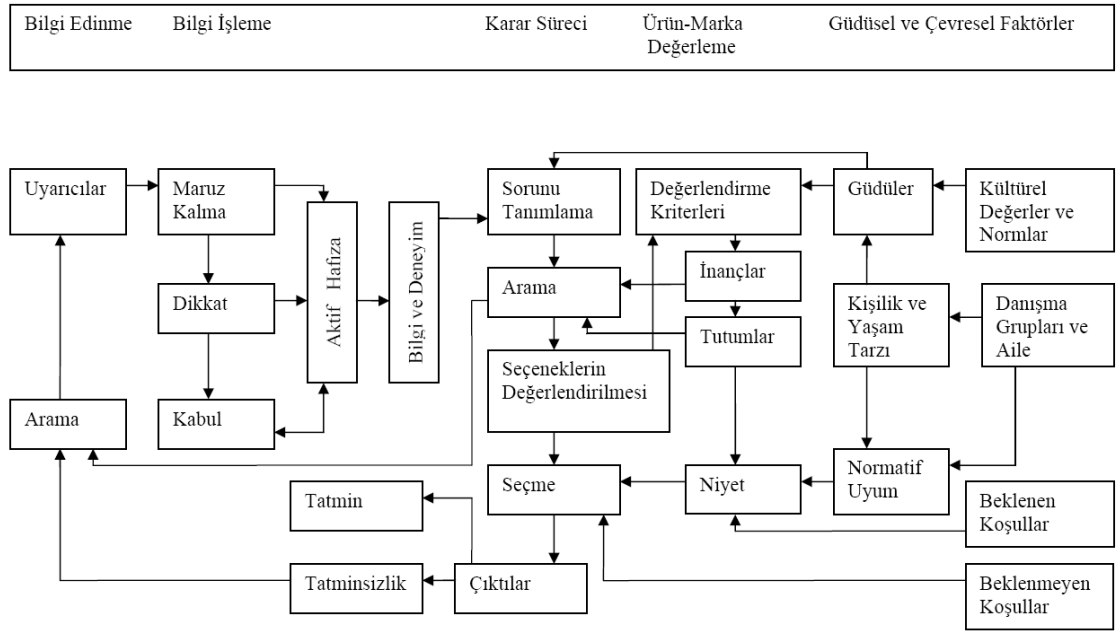 Bilgi Edinme
Bilgi İşleme
Karar Süreci
Ürün-Marka
Değerleme
Güdüsel ve Çevresel Faktörler
Uyarıcılar
Maruz
Kalma
Sorunu
Tanımlama
Değerlendirme
Kriterleri
Güdüler
Kültürel
Değerler ve
Normlar
Aktif Hafıza
Bilgi ve Deneyim
Dikkat
Arama
İnançlar
Kişilik ve
Yaşam
Tarzı
Danışma
Grupları ve
Aile
Tutumlar
Seçeneklerin
Değerlendirilmesi
Arama
Kabul
Seçme
Niyet
Normatif
Uyum
Tatmin
Beklenen
Koşullar
Tatminsizlik
Çıktılar
Beklenmeyen
Koşullar